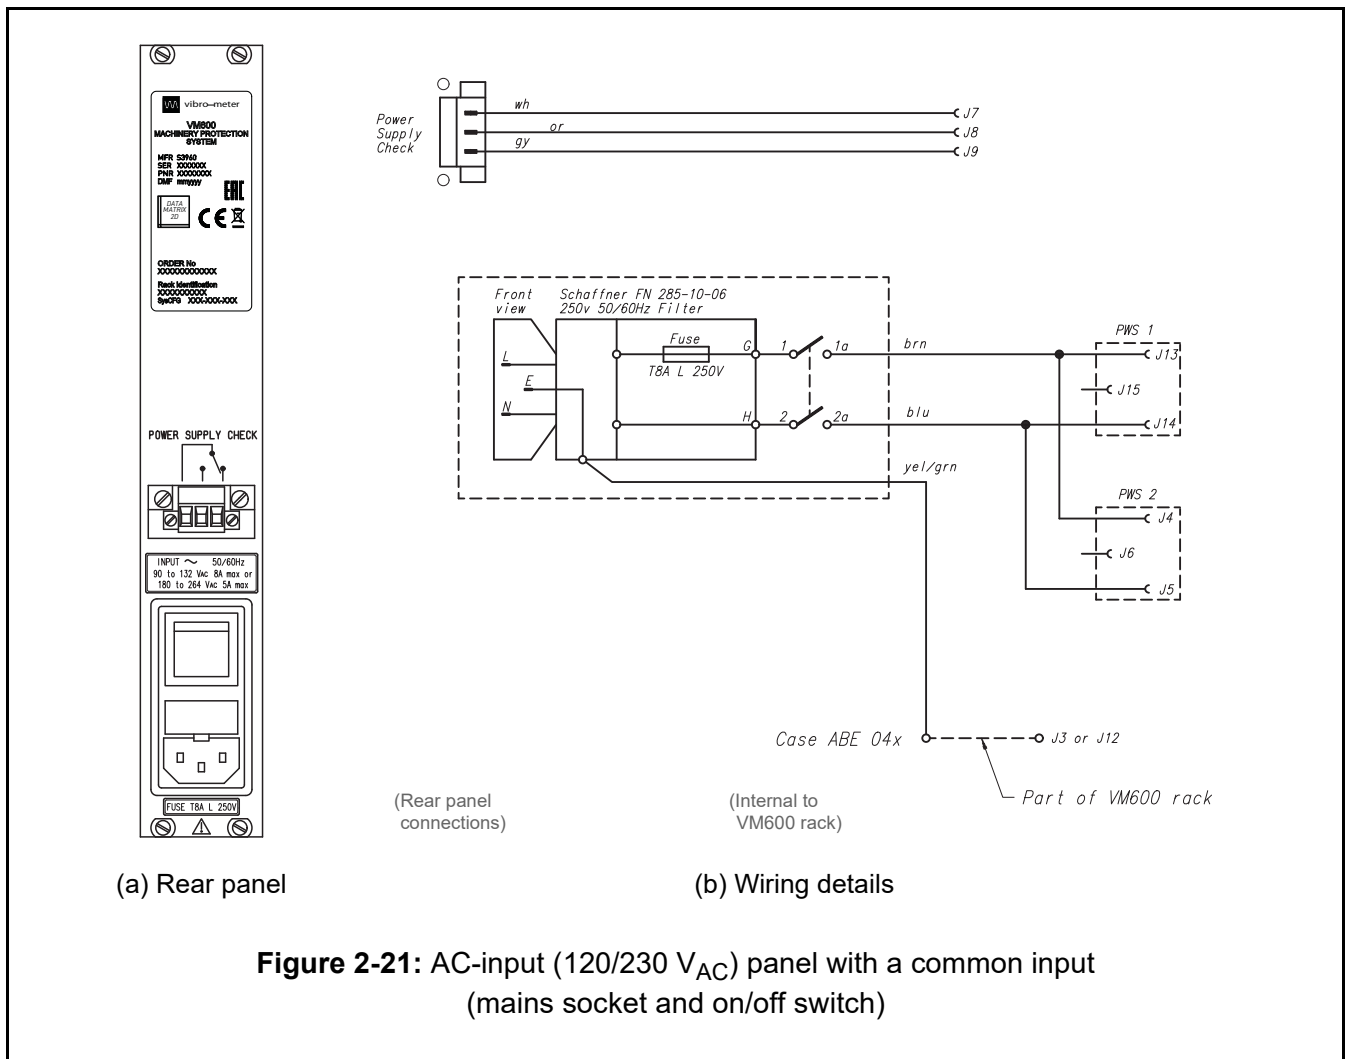 vibro-meter
VM600
MACHINERY PROTECTION
SYSTEM
MFR S3960
SER XXXXXXX
PNR XXXXXXXX
DMF mmyyyy
EAC
DATA
MATRIX
2D
CE
ORDER No
XXXXXXXXXXXX
Rack Identification
XXXXXXXXXX
SysCFG XXX-XXX-XXX
POWER SUPPLY CHECK
INPUT ~ 50/60Hz
90 to 132 VAC 8A max or
180 to 264 VAC 5A max
FUSE T8A L 250V
Power
Supply
Check
wh
or
gy
J7
J8
J9
Front
view
Schaffner FN 285-10-06
250v 50/60Hz Filter
L
E
N
Fuse
T8A L 250V
G
H
1
1a
2
2a
brn
blu
yel/grn
PWS 1
J13
J15
J14
PWS 2
J4
J6
J5
Case ABE 04x
J3 or J12
Part of VM600 rack
(Rear panel
connections)
(Internal to
VM600 rack)
(a) Rear panel
(b) Wiring details
Figure 2-21: AC-input (120/230 VAC) panel with a common input
(mains socket and on/off switch)